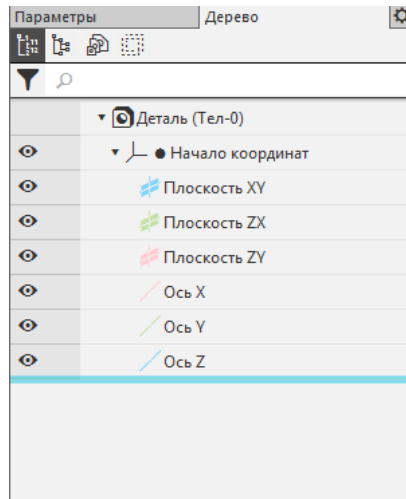 Параметры
Дерево
Деталь (Тел-0)
Начало координат
Плоскость XY
Плоскость ZX
Плоскость ZY
Ось X
Ось Y
Ось Z